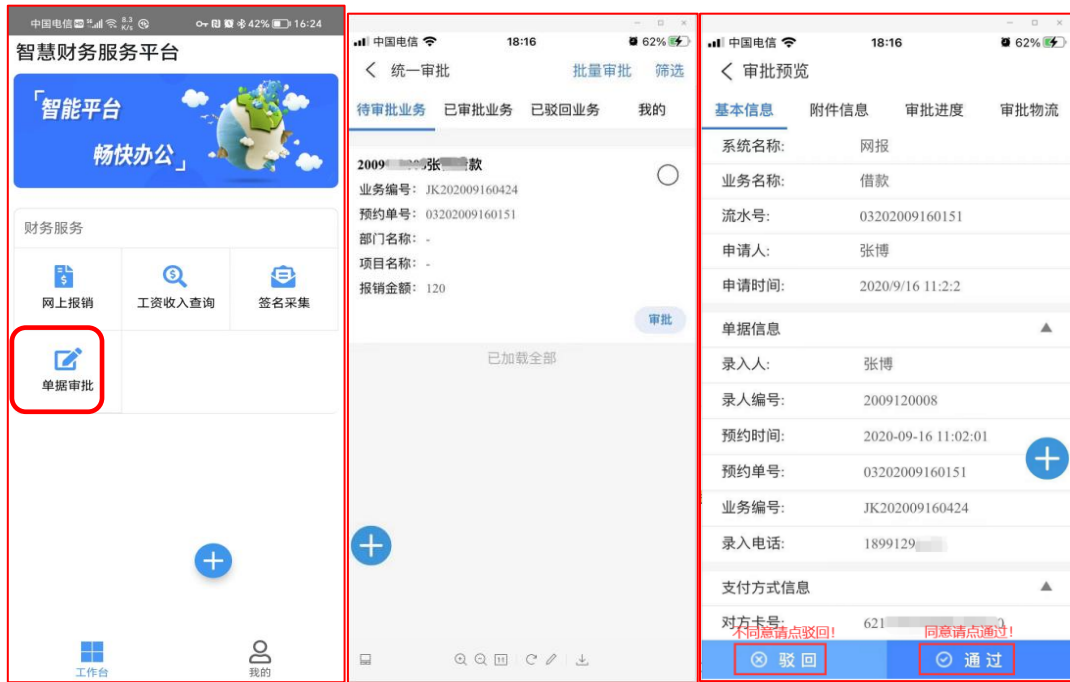 中国电信 HD 5G 8.3 K/s 42% 16:24
智慧财务服务平台
「智能平台
畅快办公」
财务服务
网上报销
工资收入查询
签名采集
单据审批
工作台
我的
中国电信 18:16 62%
统一审批 批量审批 筛选
待审批业务 已审批业务 已驳回业务 我的
2009 张 款
业务编号: JK202009160424
预约单号: 03202009160151
部门名称: -
项目名称: -
报销金额: 120
审批
已加载全部
中国电信 18:16 62%
审批预览
基本信息 附件信息 审批进度 审批物流
系统名称: 网报
业务名称: 借款
流水号: 03202009160151
申请人: 张博
申请时间: 2020/9/16 11:2:2
单据信息
录入人: 张博
录人编号: 2009120008
预约时间: 2020-09-16 11:02:01
预约单号: 03202009160151
业务编号: JK202009160424
录入电话: 1899129
支付方式信息
对方卡号: 621
不同意请点驳回! 同意请点通过!
驳回 通过